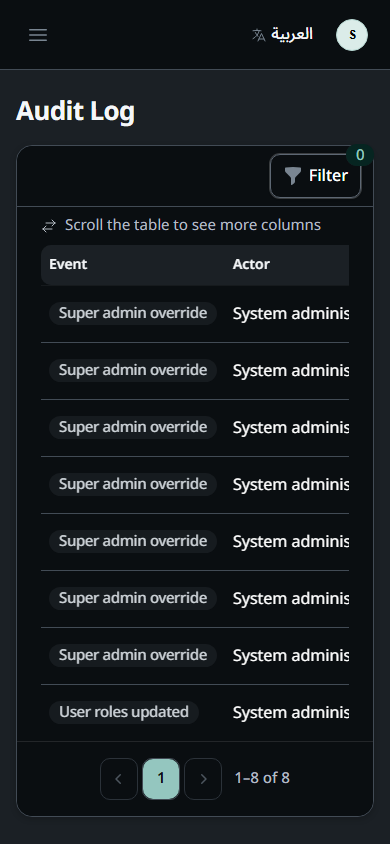 العربية
S
Audit Log
0
Filter
Scroll the table to see more columns
Event Actor
Super admin override System adminis
Super admin override System adminis
Super admin override System adminis
Super admin override System adminis
Super admin override System adminis
Super admin override System adminis
Super admin override System adminis
User roles updated System adminis
1 1–8 of 8